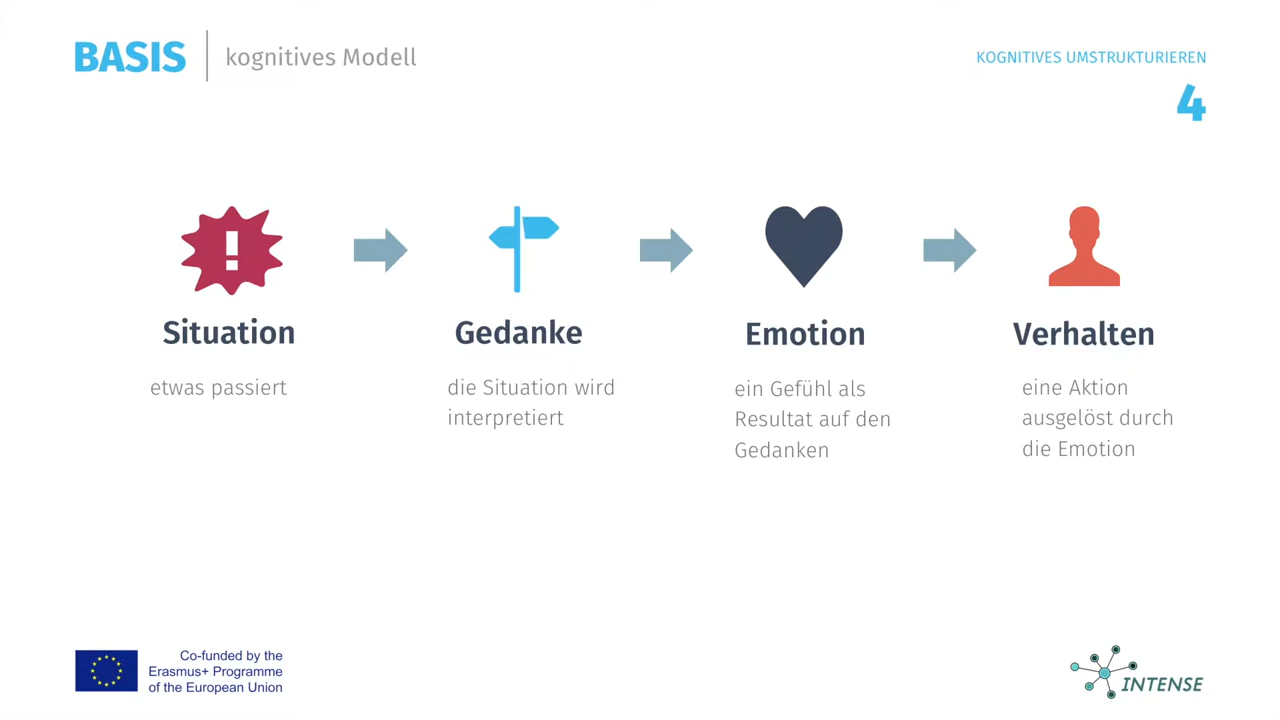 BASIS
kognitives Modell
KOGNITIVES UMSTRUKTURIEREN
4
!
Situation
etwas passiert
Gedanke
die Situation wird
interpretiert
Emotion
ein Gefühl als
Resultat auf den
Gedanken
Verhalten
eine Aktion
ausgelöst durch
die Emotion
Co-funded by the
Erasmus+ Programme
of the European Union
INTENSE